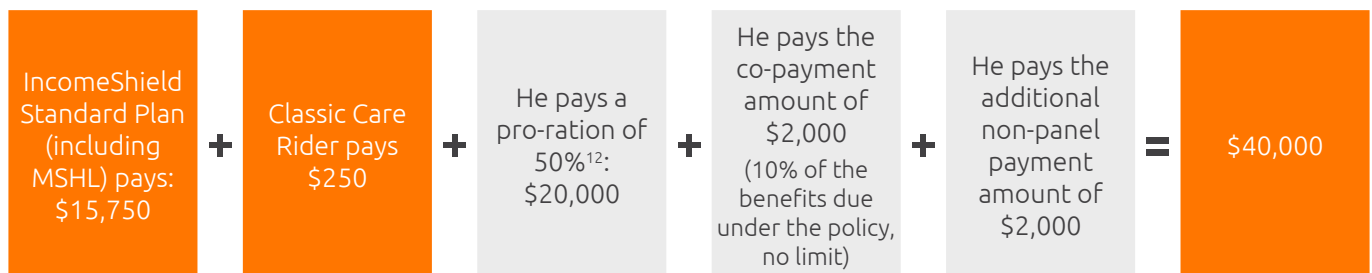 IncomeShield
Standard Plan
(including
MSHL) pays:
$15,750
+
Classic Care
Rider pays
$250
+
He pays a
pro-ration of
50%¹²:
$20,000
+
He pays the
co-payment
amount of
$2,000
(10% of the
benefits due
under the policy,
no limit)
+
He pays the
additional
non-panel
payment
amount of
$2,000
=
$40,000